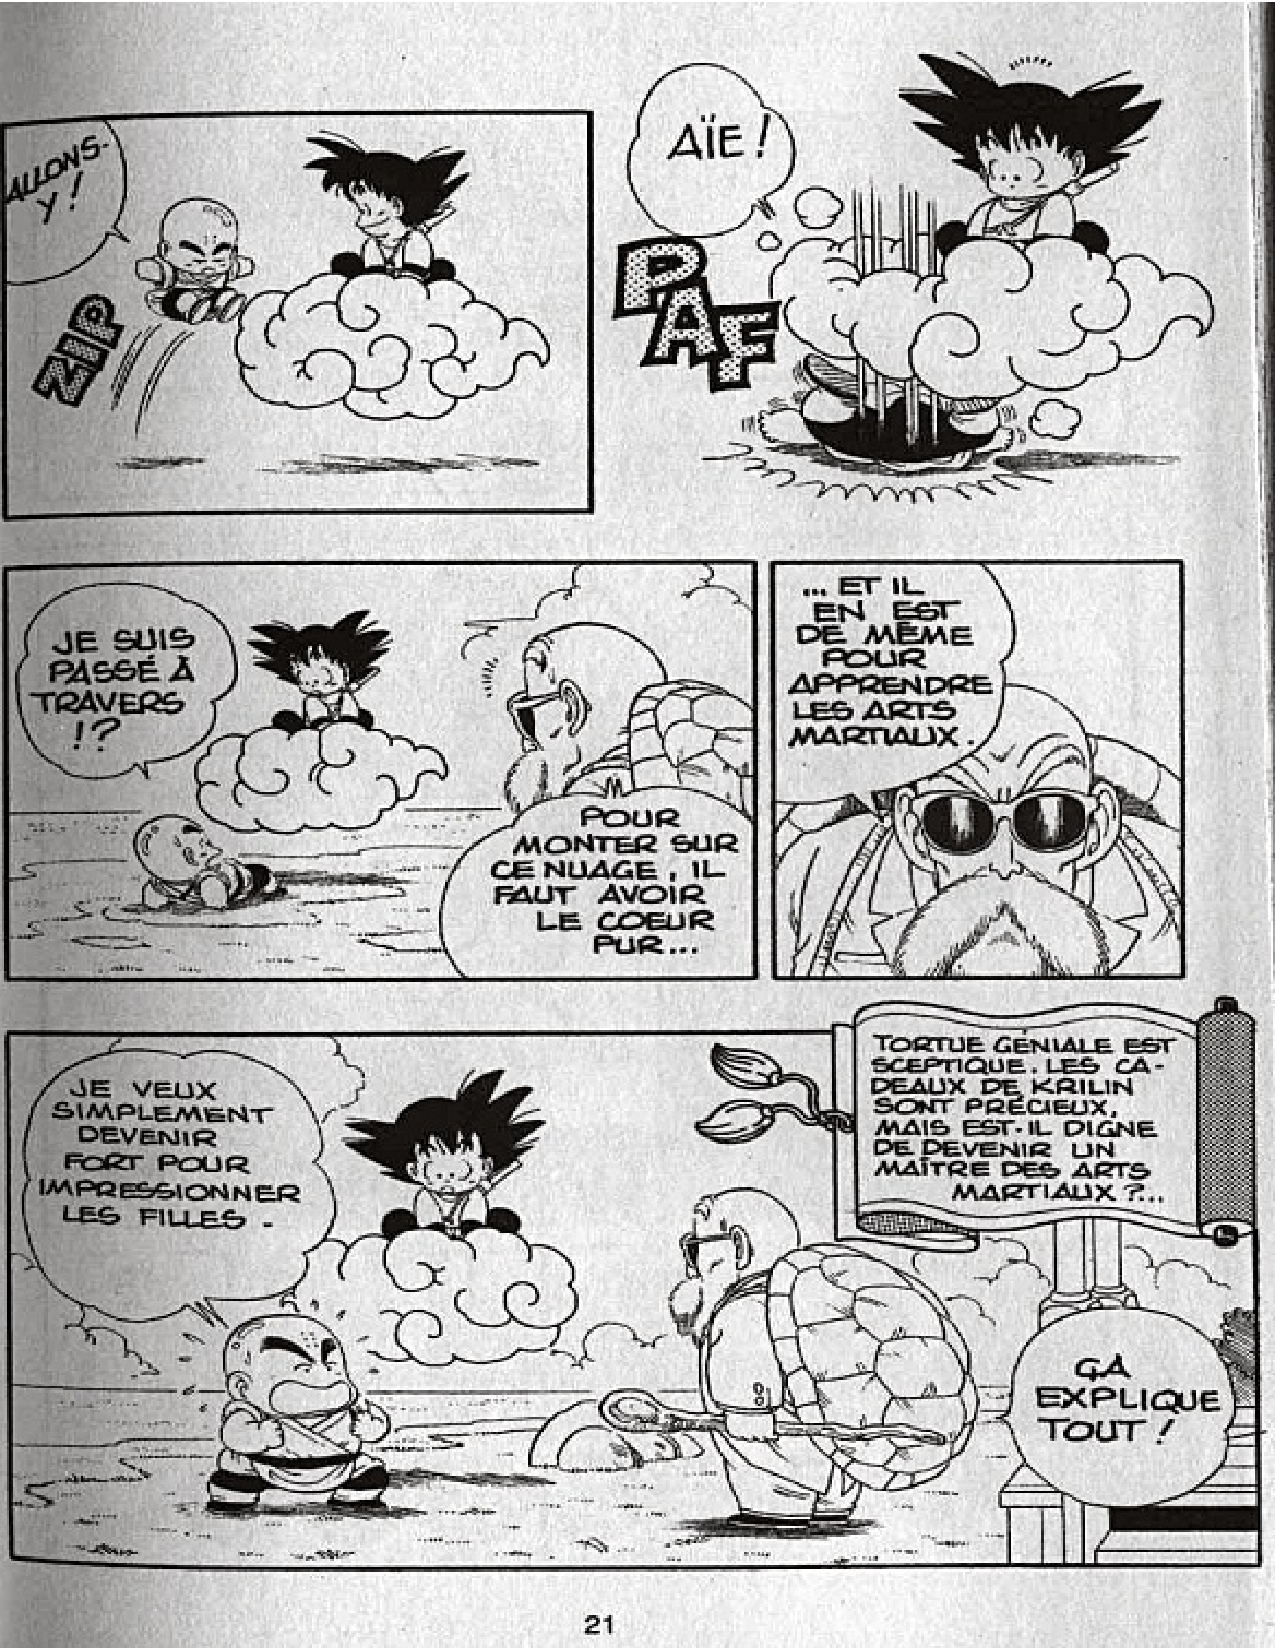 ALLONS-
Y !
ZIP
AÏE !
PAF
JE SUIS
PASSÉ À
TRAVERS
!?
POUR
MONTER SUR
CE NUAGE, IL
FAUT AVOIR
LE COEUR
PUR...
... ET IL
EN EST
DE MÊME
POUR
APPRENDRE
LES ARTS
MARTIAUX.
JE VEUX
SIMPLEMENT
DEVENIR
FORT POUR
IMPRESSIONNER
LES FILLES.
TORTUE GÉNIALE EST
SCEPTIQUE. LES CA-
DEAUX DE KRILIN
SONT PRÉCIEUX,
MAIS EST-IL DIGNE
DE DEVENIR UN
MAÎTRE DES ARTS
MARTIAUX ?...
ÇA
EXPLIQUE
TOUT !
21